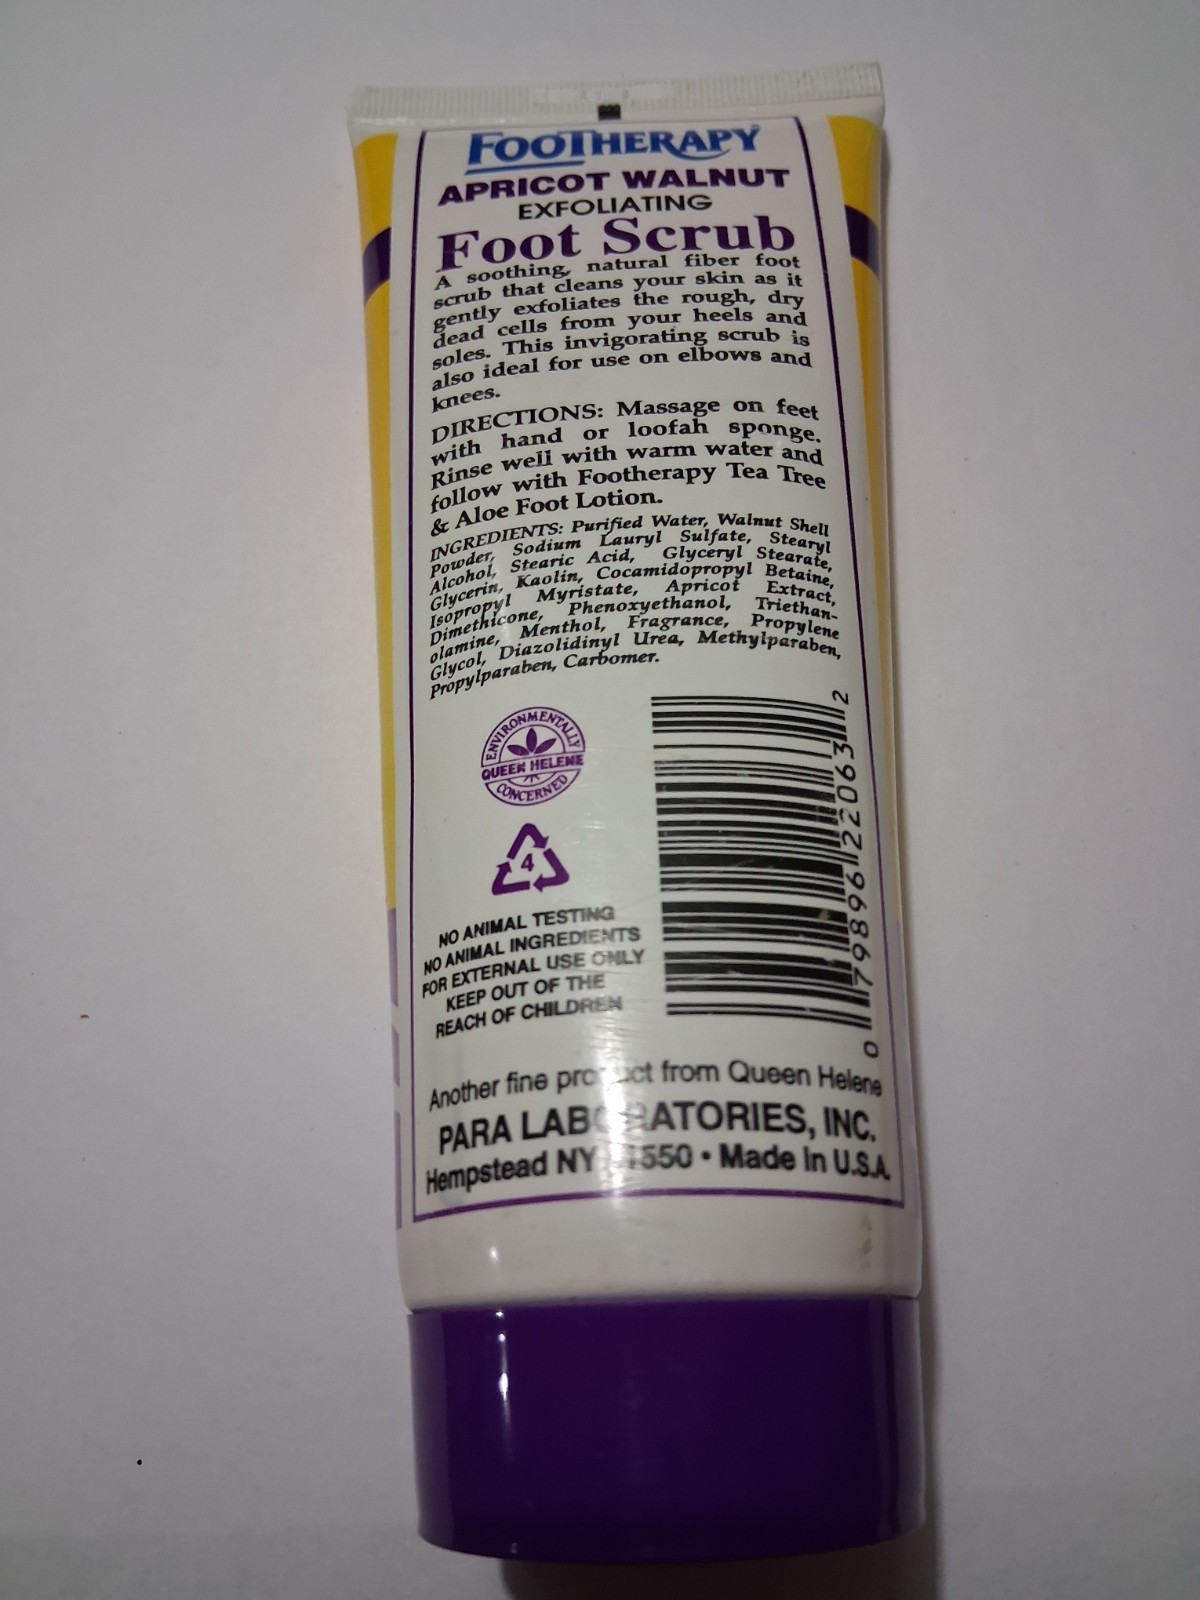 FOOTHERAPY
APRICOT WALNUT
EXFOLIATING
Foot Scrub
A soothing, natural fiber foot
scrub that cleans your skin as it
gently exfoliates the rough, dry
dead cells from your heels and
soles. This invigorating scrub is
also ideal for use on elbows and
knees.
DIRECTIONS: Massage on feet
with hand or loofah sponge.
Rinse well with warm water and
follow with Footherapy Tea Tree
& Aloe Foot Lotion.
INGREDIENTS: Purified Water, Walnut Shell
Powder, Sodium Lauryl Sulfate, Stearyl
Alcohol, Stearic Acid, Glyceryl Stearate,
Glycerin, Kaolin, Cocamidopropyl Betaine,
Isopropyl Myristate, Apricot Extract,
Dimethicone, Phenoxyethanol, Triethan-
olamine, Menthol, Fragrance, Propylene
Glycol, Diazolidinyl Urea, Methylparaben,
Propylparaben, Carbomer.
ENVIRONMENTALLY
QUEEN HELENE
CONCERNED
4
NO ANIMAL TESTING
NO ANIMAL INGREDIENTS
FOR EXTERNAL USE ONLY
KEEP OUT OF THE
REACH OF CHILDREN
0 79896 22063 2
Another fine product from Queen Helene
PARA LABORATORIES, INC.
Hempstead NY • Made in U.S.A.